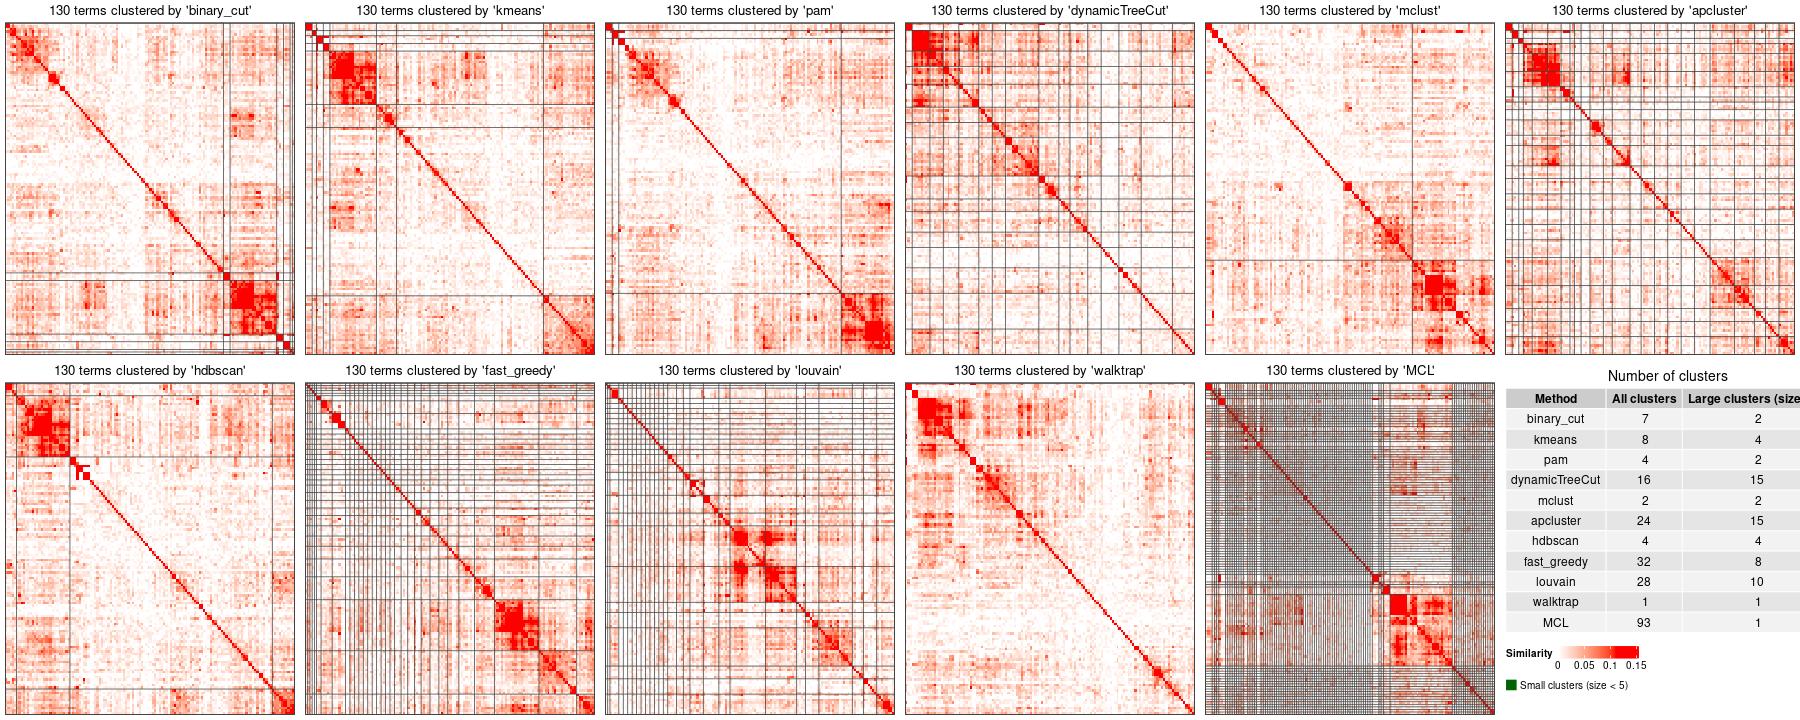 130 terms clustered by 'binary_cut'
130 terms clustered by 'kmeans'
130 terms clustered by 'pam'
130 terms clustered by 'dynamicTreeCut'
130 terms clustered by 'mclust'
130 terms clustered by 'apcluster'
130 terms clustered by 'hdbscan'
130 terms clustered by 'fast_greedy'
130 terms clustered by 'louvain'
130 terms clustered by 'walktrap'
130 terms clustered by 'MCL'
Number of clusters
Method All clusters Large clusters (size
binary_cut 7 2
kmeans 8 4
pam 4 2
dynamicTreeCut 16 15
mclust 2 2
apcluster 24 15
hdbscan 4 4
fast_greedy 32 8
louvain 28 10
walktrap 1 1
MCL 93 1
Similarity
0 0.05 0.1 0.15
Small clusters (size < 5)